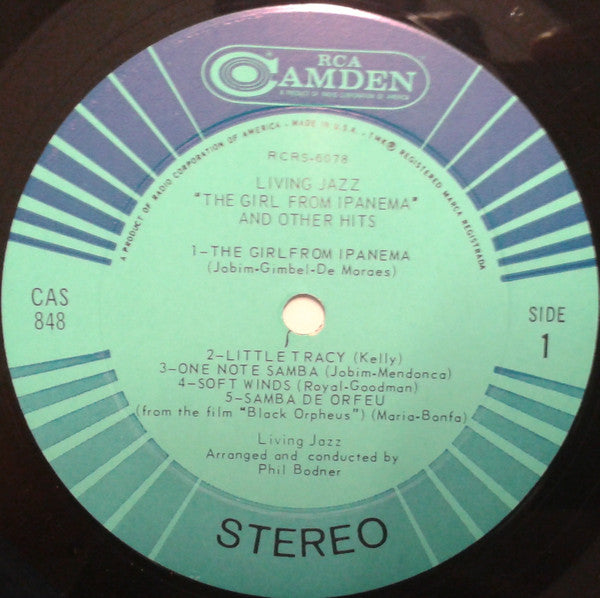 RCA
CAMDEN
A PRODUCT OF RADIO CORPORATION OF AMERICA
A PRODUCT OF RADIO CORPORATION OF AMERICA - MADE IN U.S.A. - TMK® REGISTERED MARCA REGISTRADA
RCRS-6078
LIVING JAZZ
"THE GIRL FROM IPANEMA"
AND OTHER HITS
1-THE GIRL FROM IPANEMA
(Jobim-Gimbel-De Moraes)
CAS
848
SIDE
1
2-LITTLE TRACY (Kelly)
3-ONE NOTE SAMBA (Jobim-Mendonca)
4-SOFT WINDS (Royal-Goodman)
5-SAMBA DE ORFEU
(from the film "Black Orpheus") (Maria-Bonfa)
Living Jazz
Arranged and conducted by
Phil Bodner
STEREO